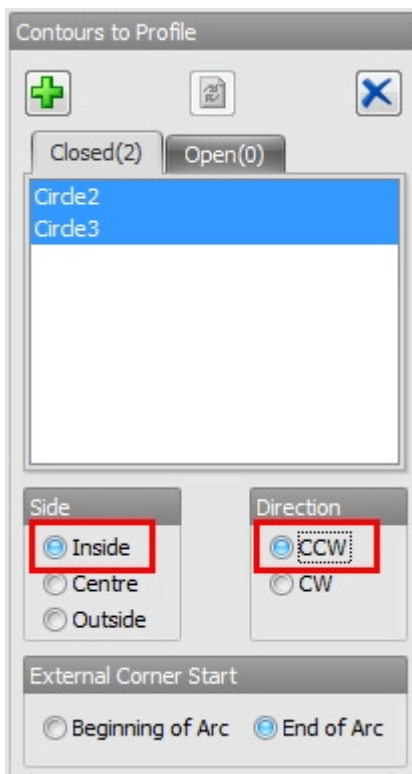 Contours to Profile
Closed(2) Open(0)
Circle2
Circle3
Side Direction
Inside CCW
Centre CW
Outside
External Corner Start
Beginning of Arc End of Arc